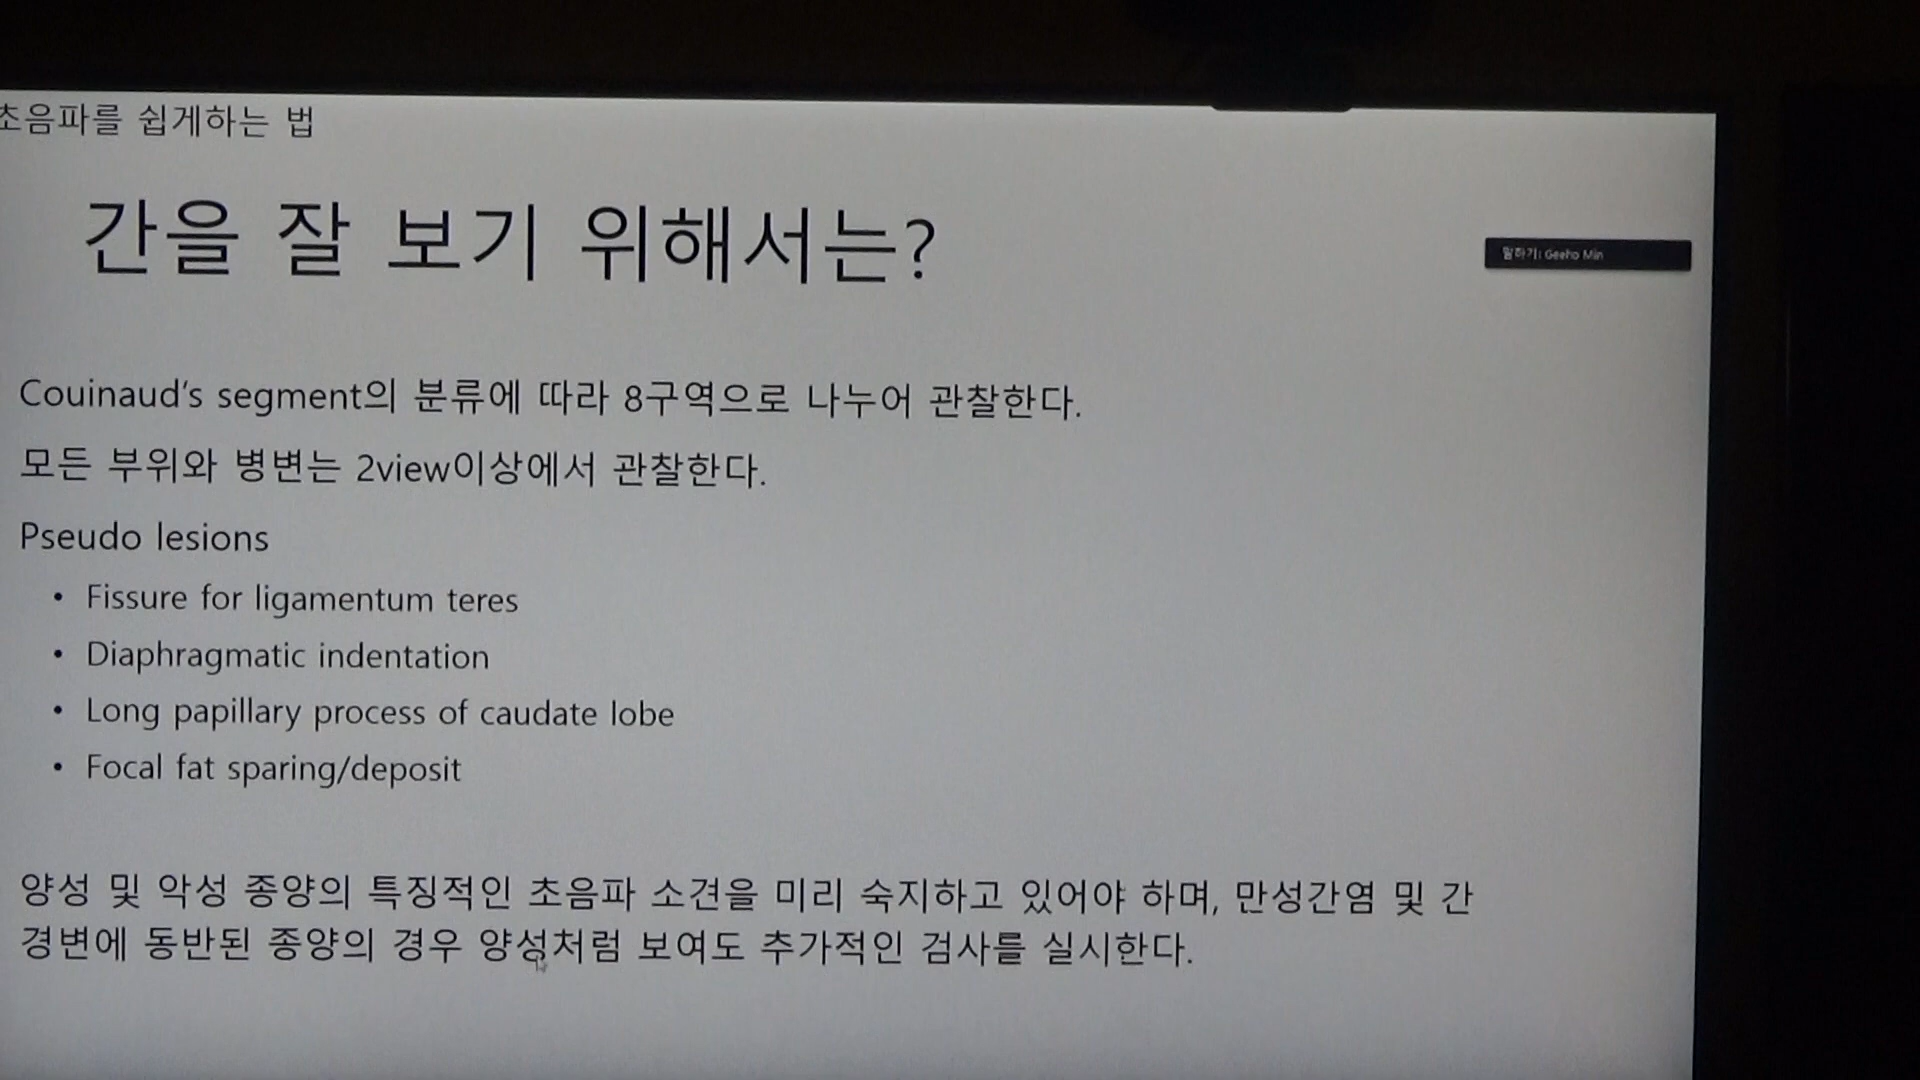 초음파를 쉽게하는 법
간을 잘 보기 위해서는?
말하기: Geeho Min
Couinaud's segment의 분류에 따라 8구역으로 나누어 관찰한다.
모든 부위와 병변는 2view이상에서 관찰한다.
Pseudo lesions
• Fissure for ligamentum teres
• Diaphragmatic indentation
• Long papillary process of caudate lobe
• Focal fat sparing/deposit
양성 및 악성 종양의 특징적인 초음파 소견을 미리 숙지하고 있어야 하며, 만성간염 및 간
경변에 동반된 종양의 경우 양성처럼 보여도 추가적인 검사를 실시한다.